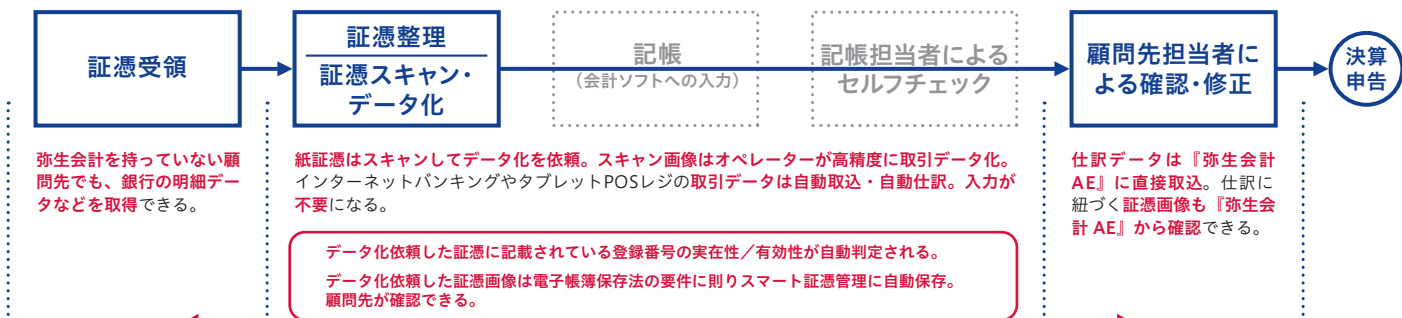 証憑受領
証憑整理
証憑スキャン・
データ化
記帳
（会計ソフトへの入力）
記帳担当者による
セルフチェック
顧問先担当者に
よる確認・修正
決算
申告
弥生会計を持っていない顧
問先でも、銀行の明細デー
タなどを取得できる。
紙証憑はスキャンしてデータ化を依頼。スキャン画像はオペレーターが高精度に取引データ化。
インターネットバンキングやタブレットPOSレジの取引データは自動取込・自動仕訳。入力が
不要になる。
データ化依頼した証憑に記載されている登録番号の実在性／有効性が自動判定される。
データ化依頼した証憑画像は電子帳簿保存法の要件に則りスマート証憑管理に自動保存。
顧問先が確認できる。
仕訳データは『弥生会計
AE』に直接取込。仕訳に
紐づく証憑画像も『弥生会
計 AE』から確認できる。